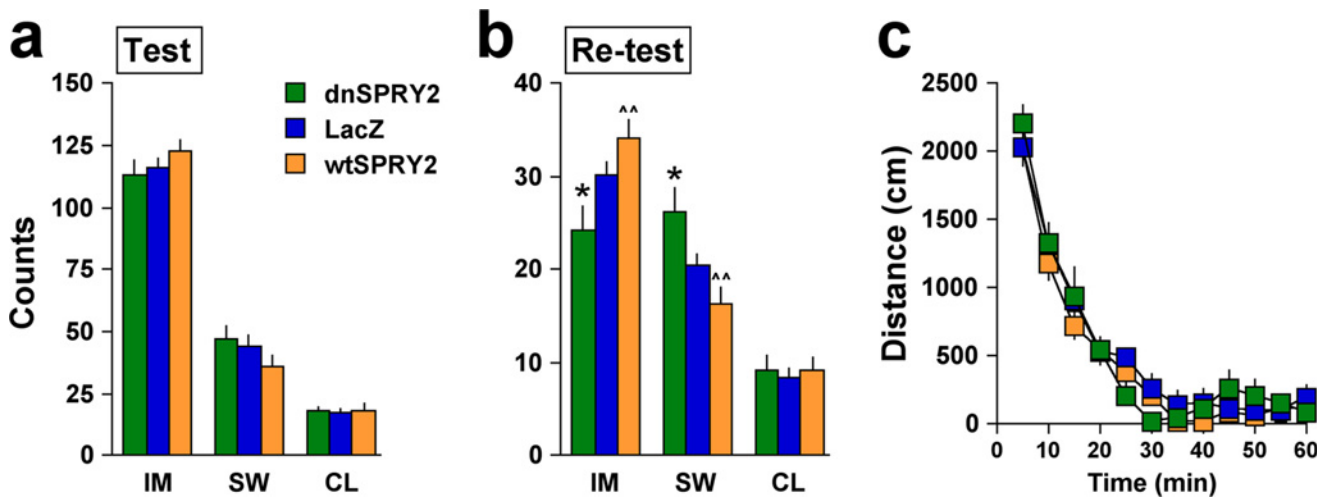 a
Test
Counts
150
125
100
75
50
25
0
IM SW CL
dnSPRY2
LacZ
wtSPRY2
b
Re-test
40
30
20
10
0
*
^^
*
^^
IM SW CL
c
Distance (cm)
2500
2000
1500
1000
500
0
0 10 20 30 40 50 60
Time (min)